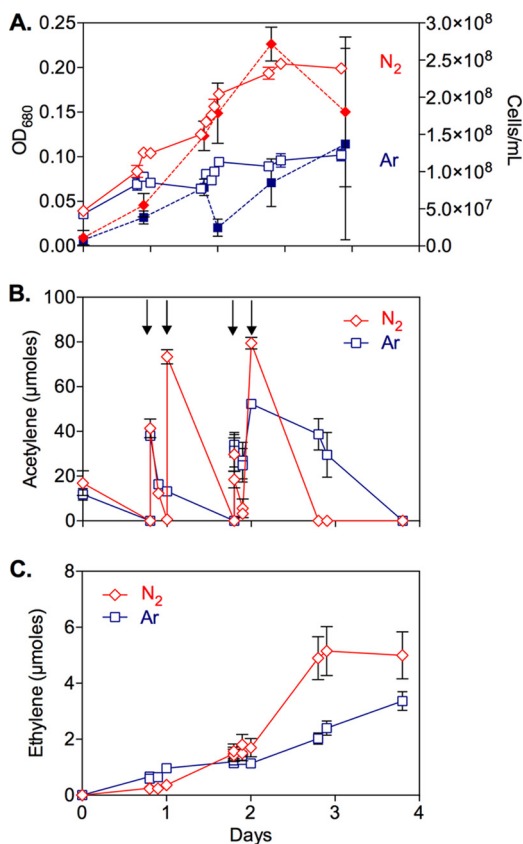 A.
0.25
0.20
0.15
0.10
0.05
0.00
OD680
N2
Ar
3.0×10⁸
2.5×10⁸
2.0×10⁸
1.5×10⁸
1.0×10⁸
5.0×10⁷
0.0
Cells/mL
B.
100
80
60
40
20
0
Acetylene (µmoles)
N2
Ar
C.
8
6
4
2
0
Ethylene (µmoles)
N2
Ar
0 1 2 3 4
Days